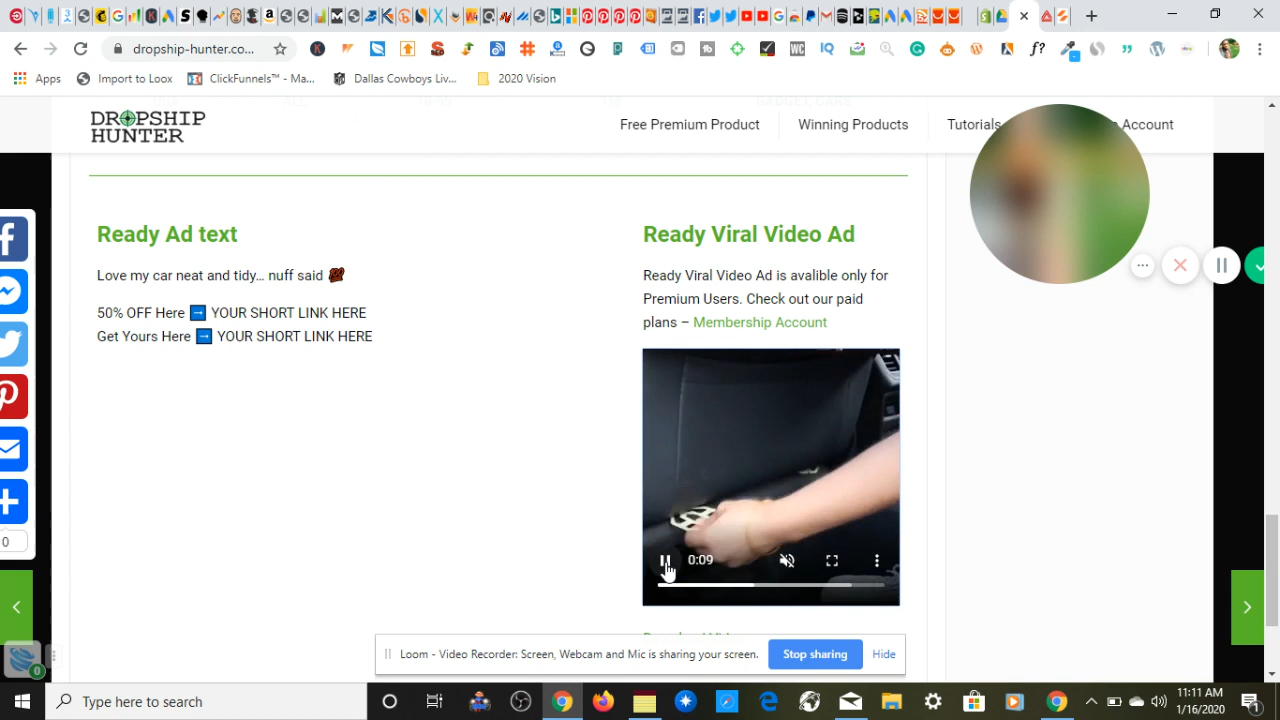 dropship-hunter.co...
Apps
Import to Loox
ClickFunnels™ - Ma...
Dallas Cowboys Liv...
2020 Vision
DROPSHIP
HUNTER
Free Premium Product
Winning Products
Tutorials
Account
Ready Ad text
Love my car neat and tidy... nuff said
50% OFF Here ➡ YOUR SHORT LINK HERE
Get Yours Here ➡ YOUR SHORT LINK HERE
Ready Viral Video Ad
Ready Viral Video Ad is avalible only for
Premium Users. Check out our paid
plans – Membership Account
0:09
0
0
Loom - Video Recorder: Screen, Webcam and Mic is sharing your screen.
Stop sharing
Hide
Type here to search
11:11 AM
1/16/2020